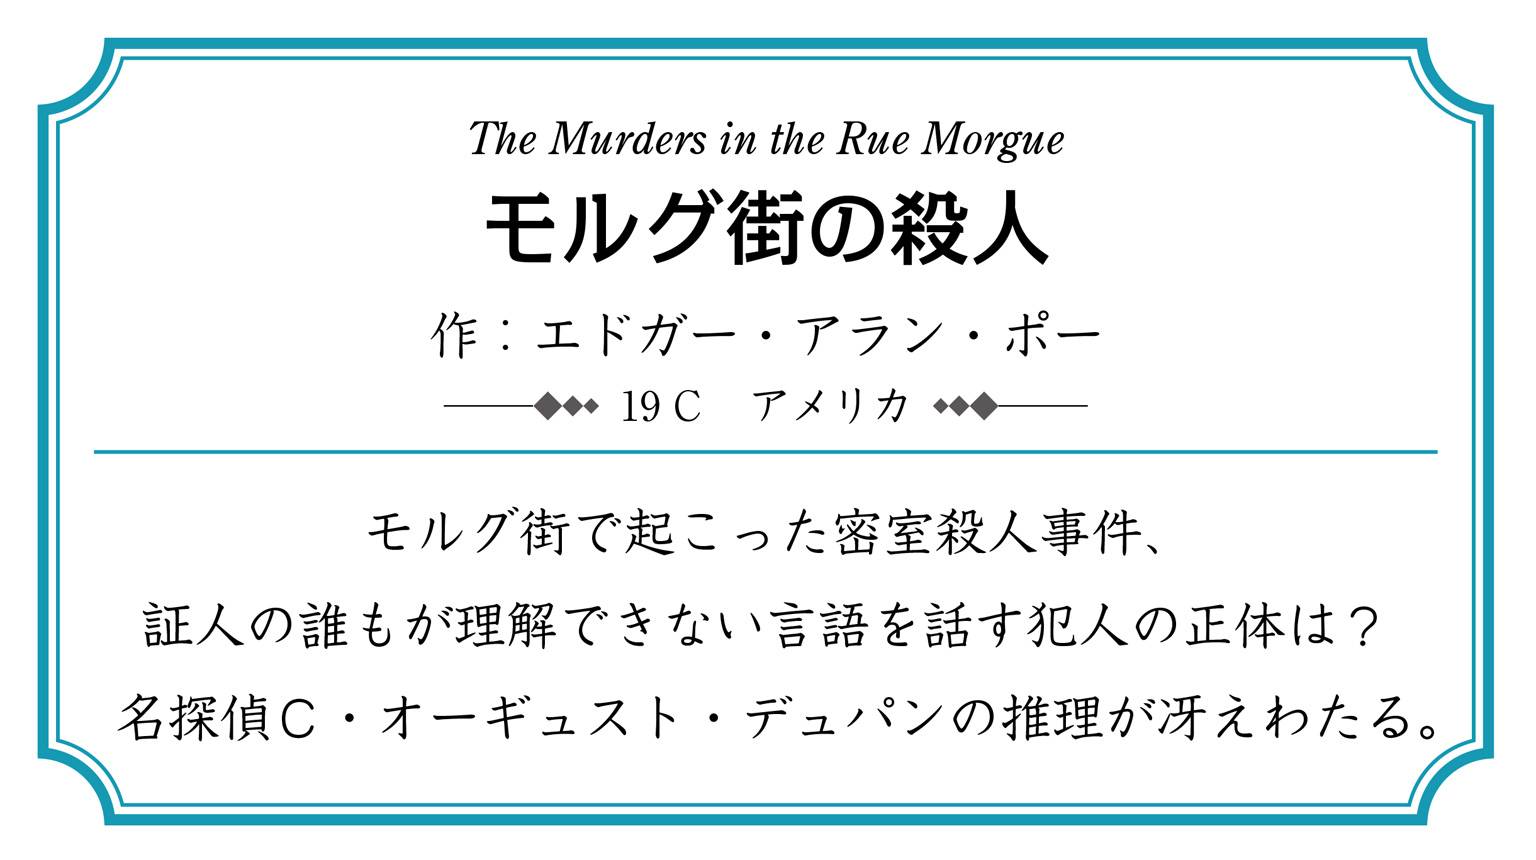 The Murders in the Rue Morgue
モルグ街の殺人
作：エドガー・アラン・ポー
19 C　アメリカ
モルグ街で起こった密室殺人事件、
証人の誰もが理解できない言語を話す犯人の正体は？
名探偵C・オーギュスト・デュパンの推理が冴えわたる。